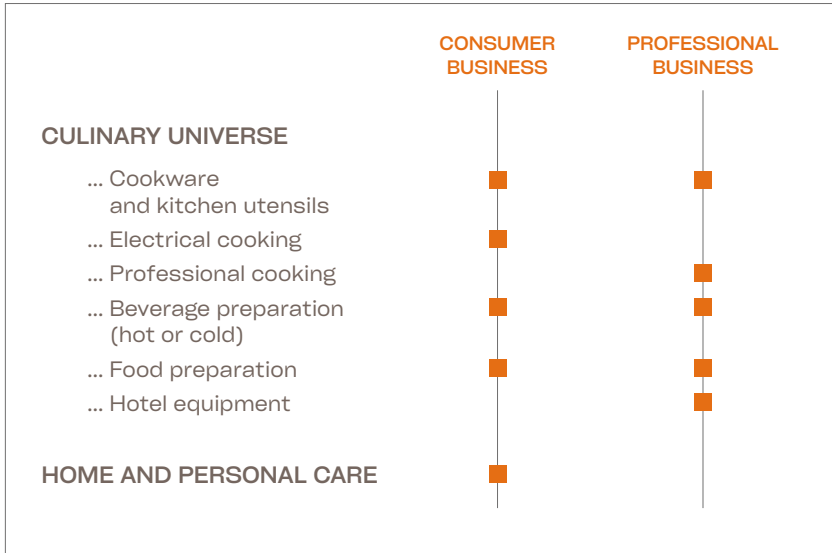 CONSUMER
BUSINESS
PROFESSIONAL
BUSINESS
CULINARY UNIVERSE
... Cookware
and kitchen utensils
... Electrical cooking
... Professional cooking
... Beverage preparation
(hot or cold)
... Food preparation
... Hotel equipment
HOME AND PERSONAL CARE